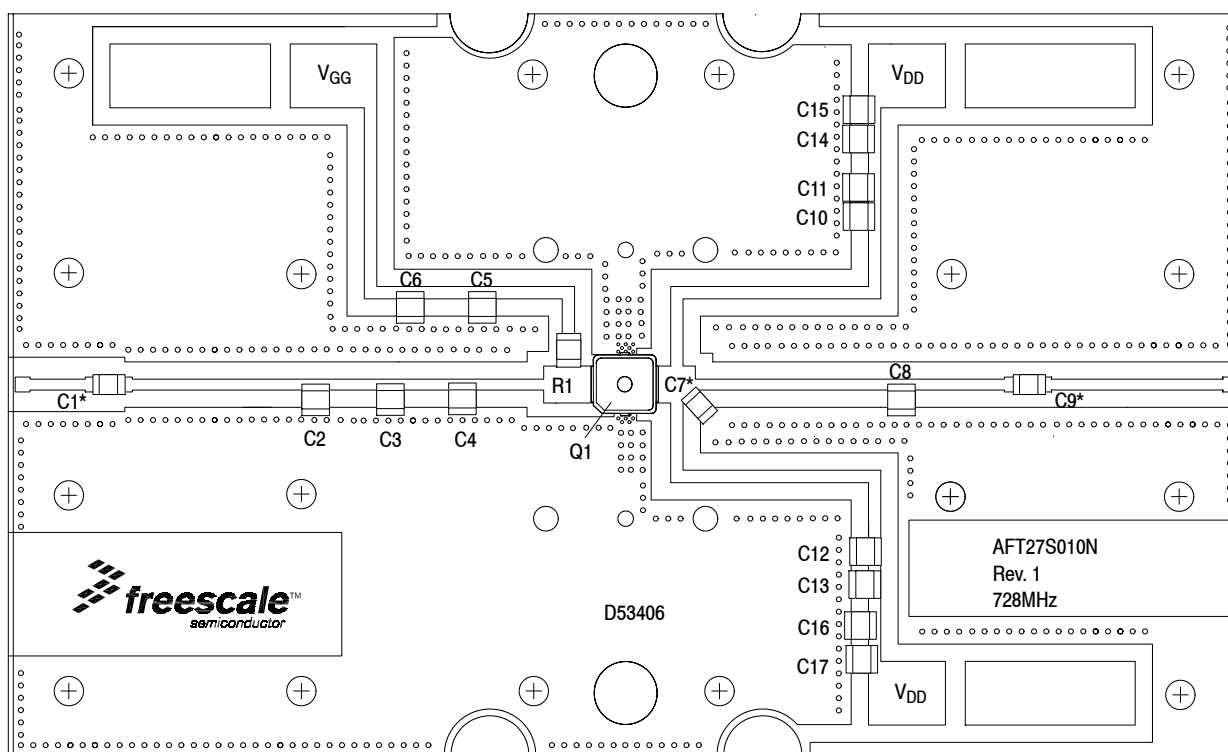 VGG
VDD
C15
C14
C11
C10
C6
C5
C1*
R1
C7*
C8
C9*
C2
C3
C4
Q1
C12
C13
C16
C17
AFT27S010N
Rev. 1
728MHz
freescale™
semiconductor
D53406
VDD